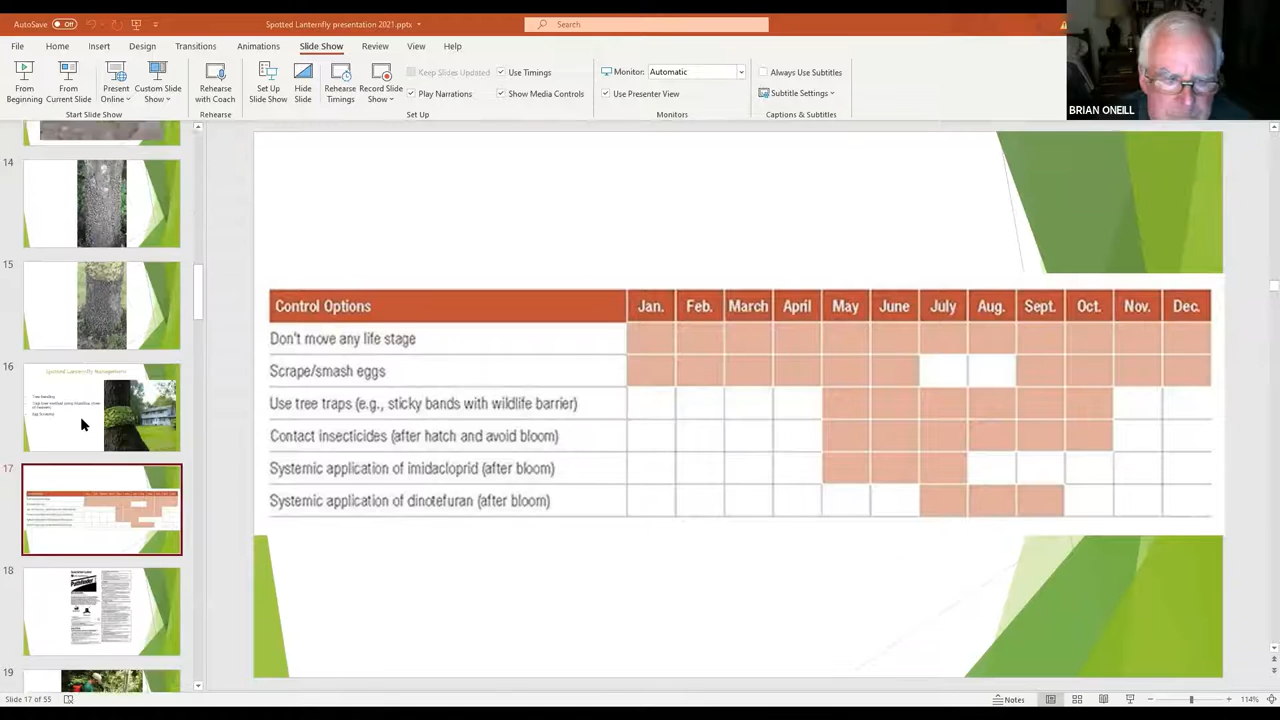 AutoSave Off
Spotted Lanternfly presentation 2021.pptx
Search
File Home Insert Design Transitions Animations Slide Show Review View Help
From Beginning
From Current Slide
Present Online
Custom Slide Show
Start Slide Show
Rehearse with Coach
Rehearse
Set Up Slide Show
Hide Slide
Rehearse Timings
Record Slide Show
Keep Slides Updated
Play Narrations
Use Timings
Show Media Controls
Set Up
Monitor: Automatic
Use Presenter View
Monitors
Always Use Subtitles
Subtitle Settings
Captions & Subtitles
BRIAN ONEILL
14
15
16
Spotted Lanternfly Management
17
18
Pathfinder
19
Control Options Jan. Feb. March April May June July Aug. Sept. Oct. Nov. Dec.
Don't move any life stage
Scrape/smash eggs
Use tree traps (e.g., sticky bands with wildlife barrier)
Contact insecticides (after hatch and avoid bloom)
Systemic application of imidacloprid (after bloom)
Systemic application of dinotefuran (after bloom)
Slide 17 of 55
Notes
114%